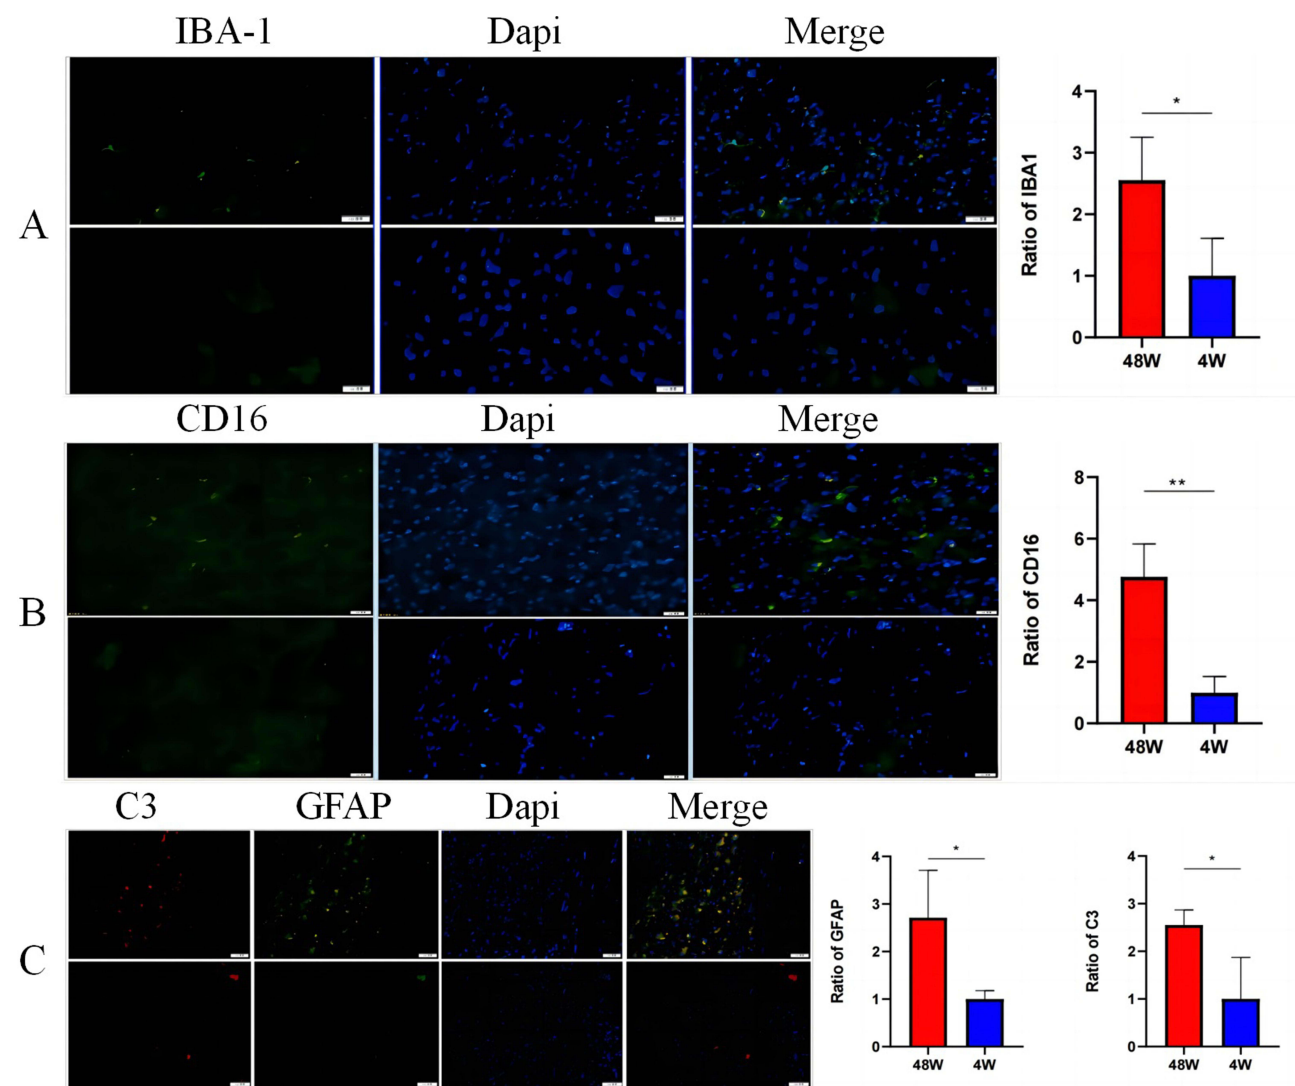 IBA-1 Dapi Merge
A
4
3
2
1
0
Ratio of IBA1
*
48W 4W
CD16 Dapi Merge
B
8
6
4
2
0
Ratio of CD16
**
48W 4W
C3 GFAP Dapi Merge
C
4
3
2
1
0
Ratio of GFAP
*
48W 4W
4
3
2
1
0
Ratio of C3
*
48W 4W